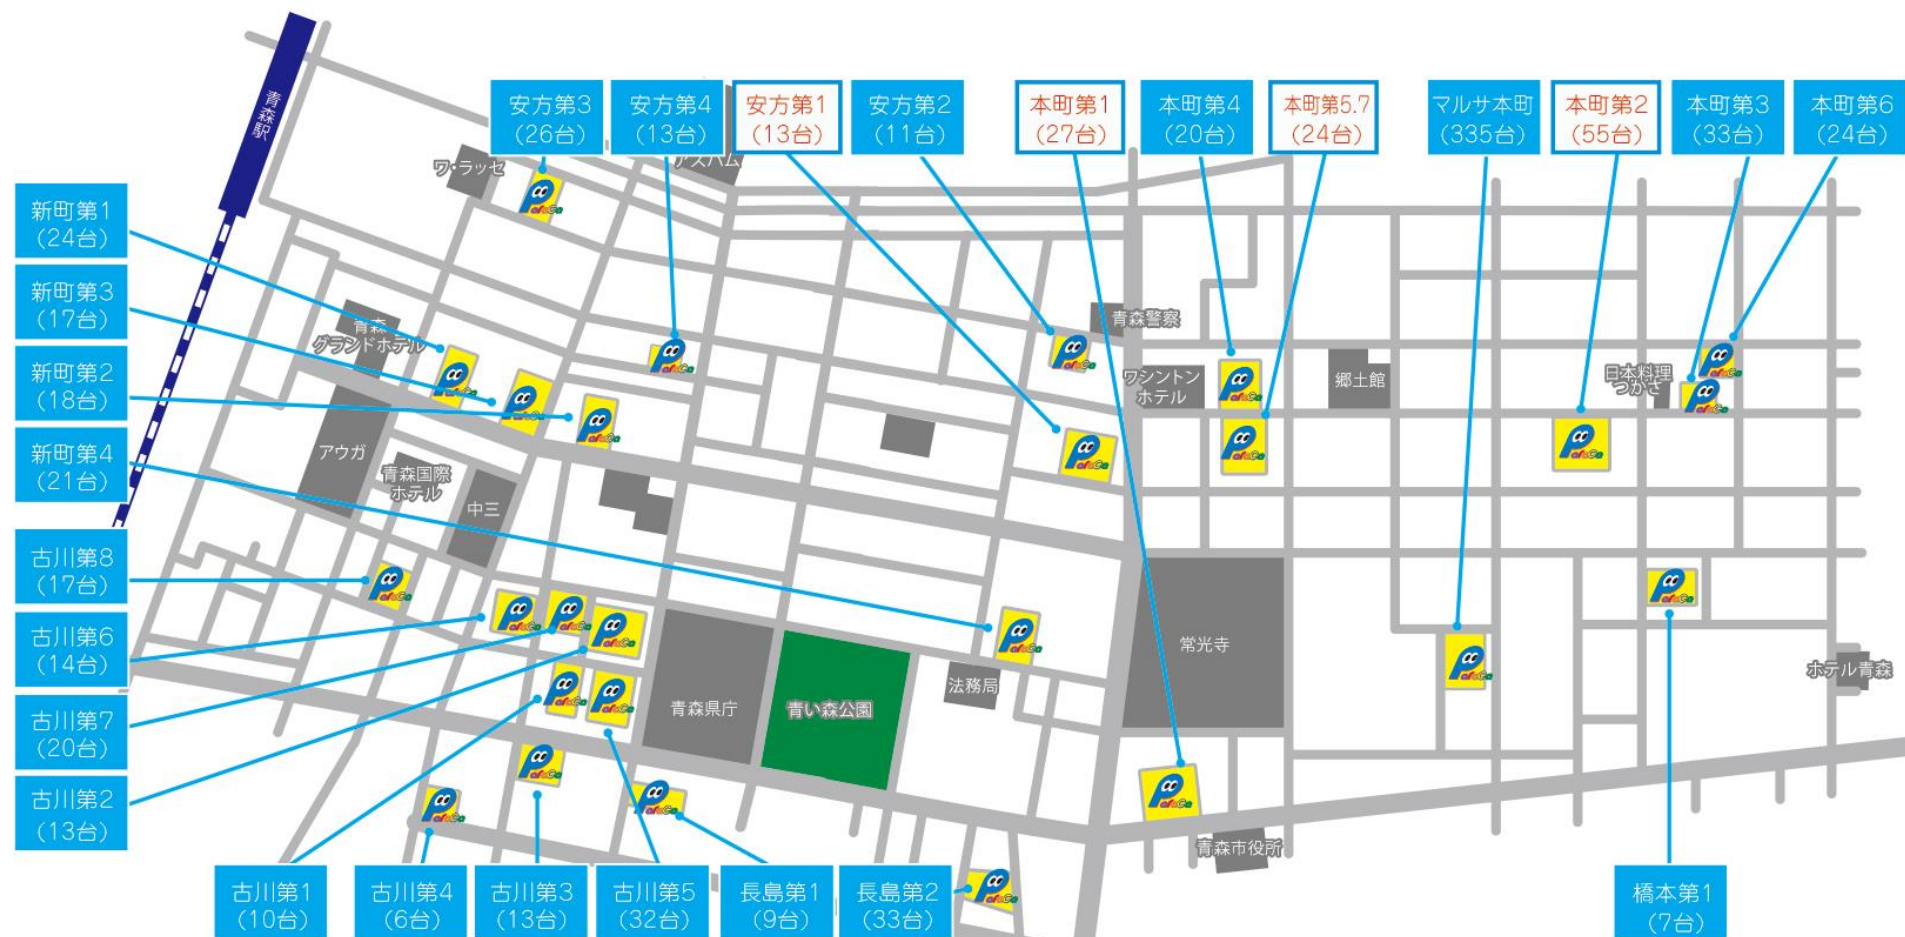 安方第3
(26台)
安方第4
(13台)
安方第1
(13台)
安方第2
(11台)
本町第1
(27台)
本町第4
(20台)
本町第5.7
(24台)
マルサ本町
(335台)
本町第2
(55台)
本町第3
(33台)
本町第6
(24台)
青森駅
ワ・ラッセ
アスパム
新町第1
(24台)
新町第3
(17台)
新町第2
(18台)
新町第4
(21台)
古川第8
(17台)
古川第6
(14台)
古川第7
(20台)
古川第2
(13台)
青森
グランドホテル
アウガ
青森国際
ホテル
中三
青森警察
ワシントン
ホテル
郷土館
日本料理
つかさ
常光寺
ホテル青森
法務局
青森県庁
青い森公園
青森市役所
古川第1
(10台)
古川第4
(6台)
古川第3
(13台)
古川第5
(32台)
長島第1
(9台)
長島第2
(33台)
橋本第1
(7台)